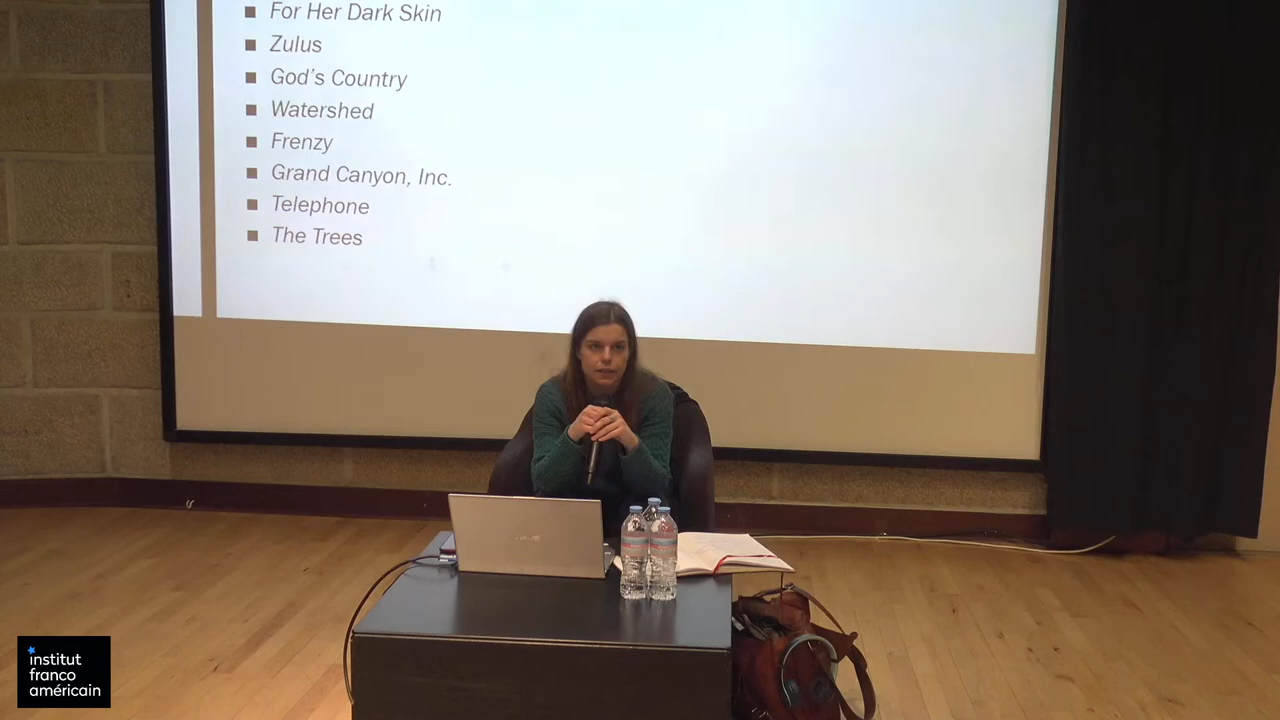 For Her Dark Skin
Zulus
God's Country
Watershed
Frenzy
Grand Canyon, Inc.
Telephone
The Trees
institut
franco
américain